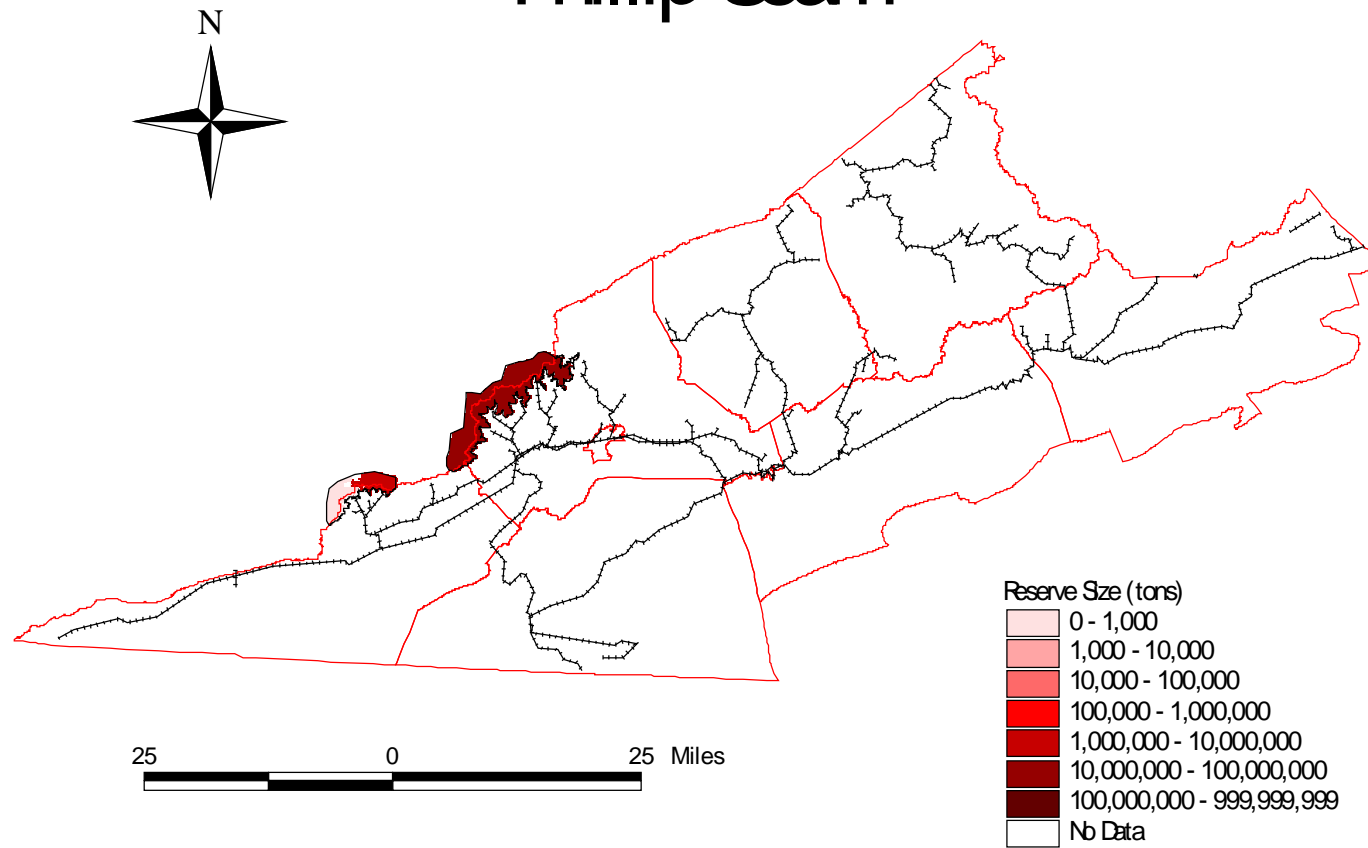 Phillip Seam
N
25 0 25 Miles
Reserve Size (tons)
0 - 1,000
1,000 - 10,000
10,000 - 100,000
100,000 - 1,000,000
1,000,000 - 10,000,000
10,000,000 - 100,000,000
100,000,000 - 999,999,999
No Data